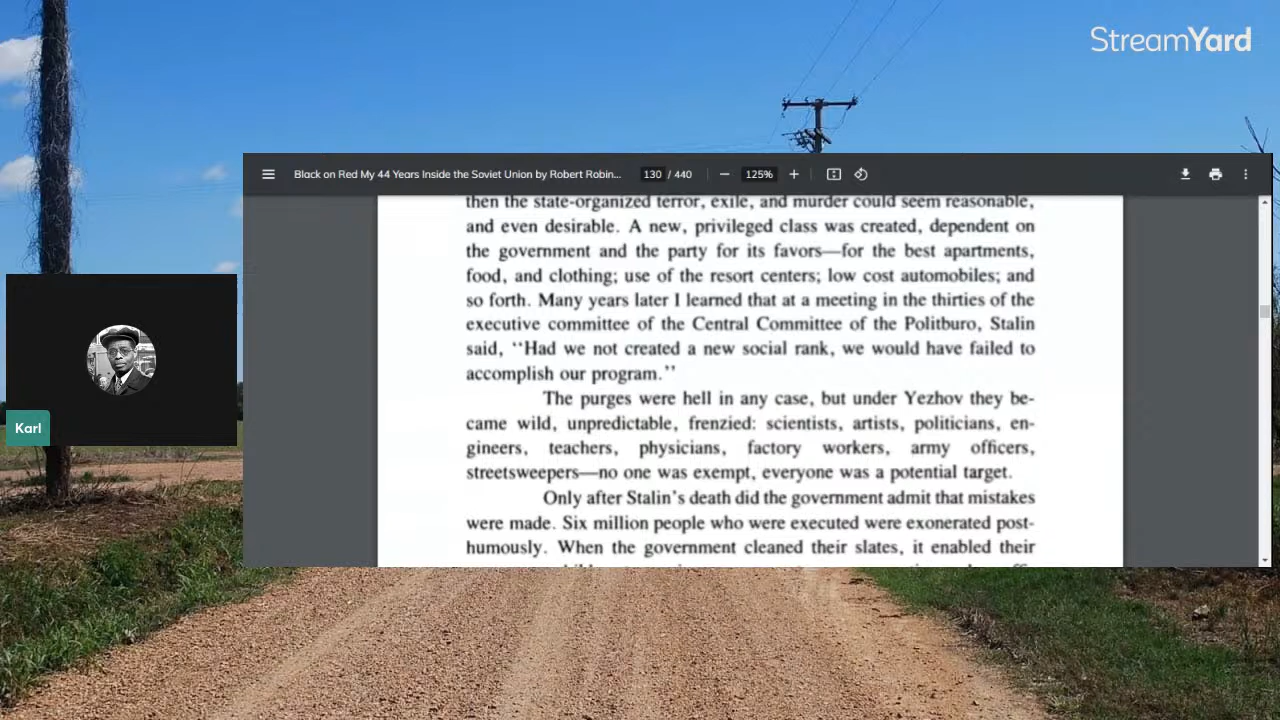 StreamYard
Black on Red My 44 Years Inside the Soviet Union by Robert Robin...
130 / 440
125%
then the state-organized terror, exile, and murder could seem reasonable,
and even desirable. A new, privileged class was created, dependent on
the government and the party for its favors—for the best apartments,
food, and clothing; use of the resort centers; low cost automobiles; and
so forth. Many years later I learned that at a meeting in the thirties of the
executive committee of the Central Committee of the Politburo, Stalin
said, ‘‘Had we not created a new social rank, we would have failed to
accomplish our program.’’
The purges were hell in any case, but under Yezhov they be-
came wild, unpredictable, frenzied: scientists, artists, politicians, en-
gineers, teachers, physicians, factory workers, army officers,
streetsweepers—no one was exempt, everyone was a potential target.
Only after Stalin’s death did the government admit that mistakes
were made. Six million people who were executed were exonerated post-
humously. When the government cleaned their slates, it enabled their
Karl